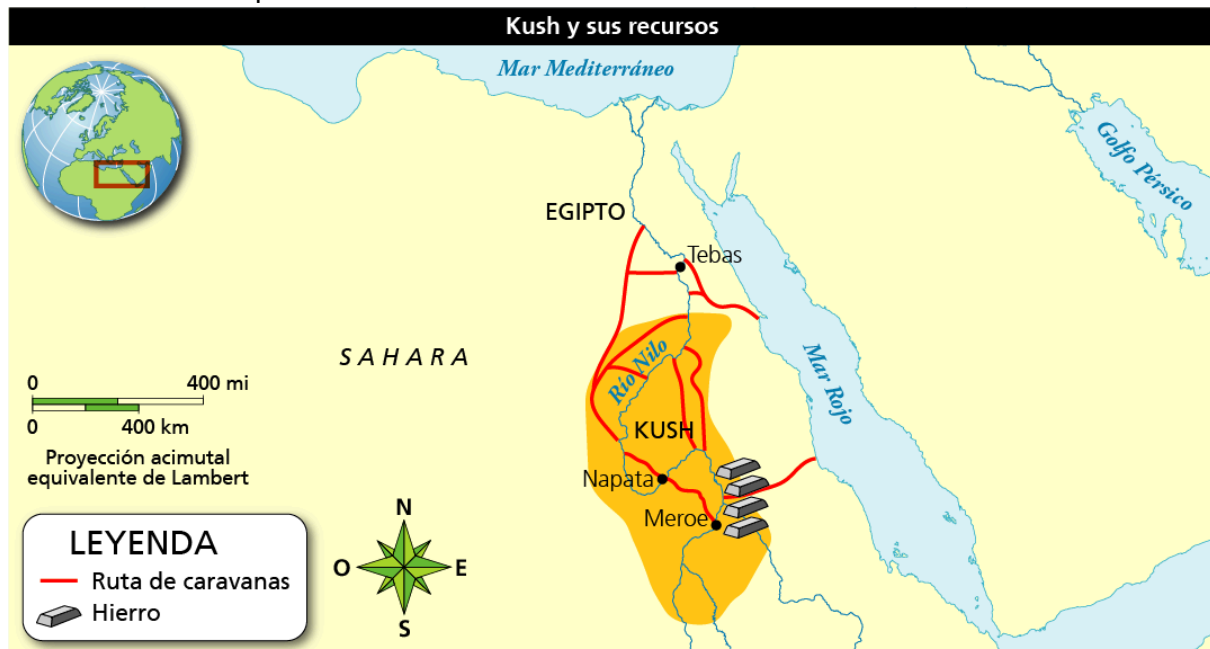 Kush y sus recursos
Mar Mediterráneo
Golfo Pérsico
EGIPTO
Tebas
SAHARA
Río Nilo
Mar Rojo
KUSH
Napata
Meroe
0 400 mi
0 400 km
Proyección acimutal
equivalente de Lambert
LEYENDA
Ruta de caravanas
Hierro
N
O
E
S